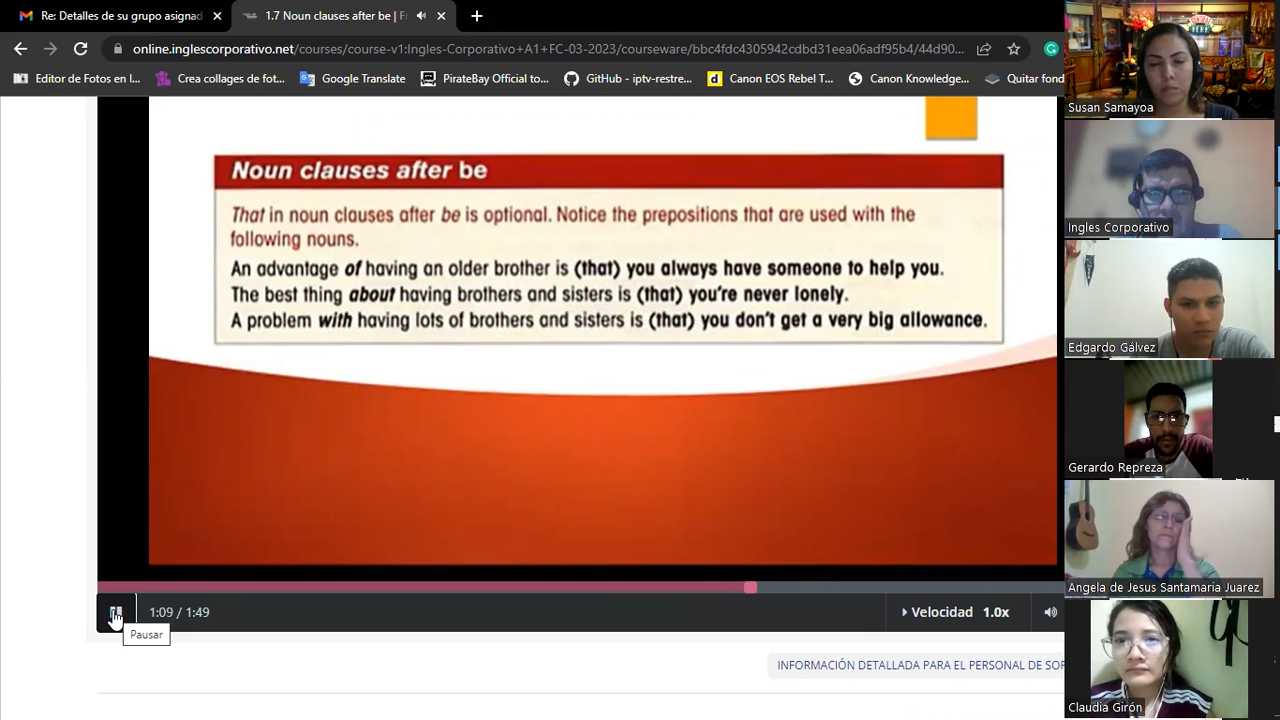 Re: Detalles de su grupo asignado
1.7 Noun clauses after be | F
online.inglescorporativo.net/courses/course-v1:Ingles-Corporativo+A1+FC-03-2023/courseware/bbc4fdc4305942cdbd31eea06adf95b4/44d90...
Editor de Fotos en l...
Crea collages de fot...
Google Translate
PirateBay Official to...
GitHub - iptv-restre...
Canon EOS Rebel T...
Canon Knowledge...
Quitar fond
Noun clauses after be
That in noun clauses after be is optional. Notice the prepositions that are used with the
following nouns.
An advantage of having an older brother is (that) you always have someone to help you.
The best thing about having brothers and sisters is (that) you're never lonely.
A problem with having lots of brothers and sisters is (that) you don't get a very big allowance.
1:09 / 1:49
Velocidad 1.0x
Pausar
INFORMACIÓN DETALLADA PARA EL PERSONAL DE SOP
Susan Samayoa
Ingles Corporativo
Edgardo Gálvez
Gerardo Repreza
Angela de Jesus Santamaria Juarez
Claudia Girón